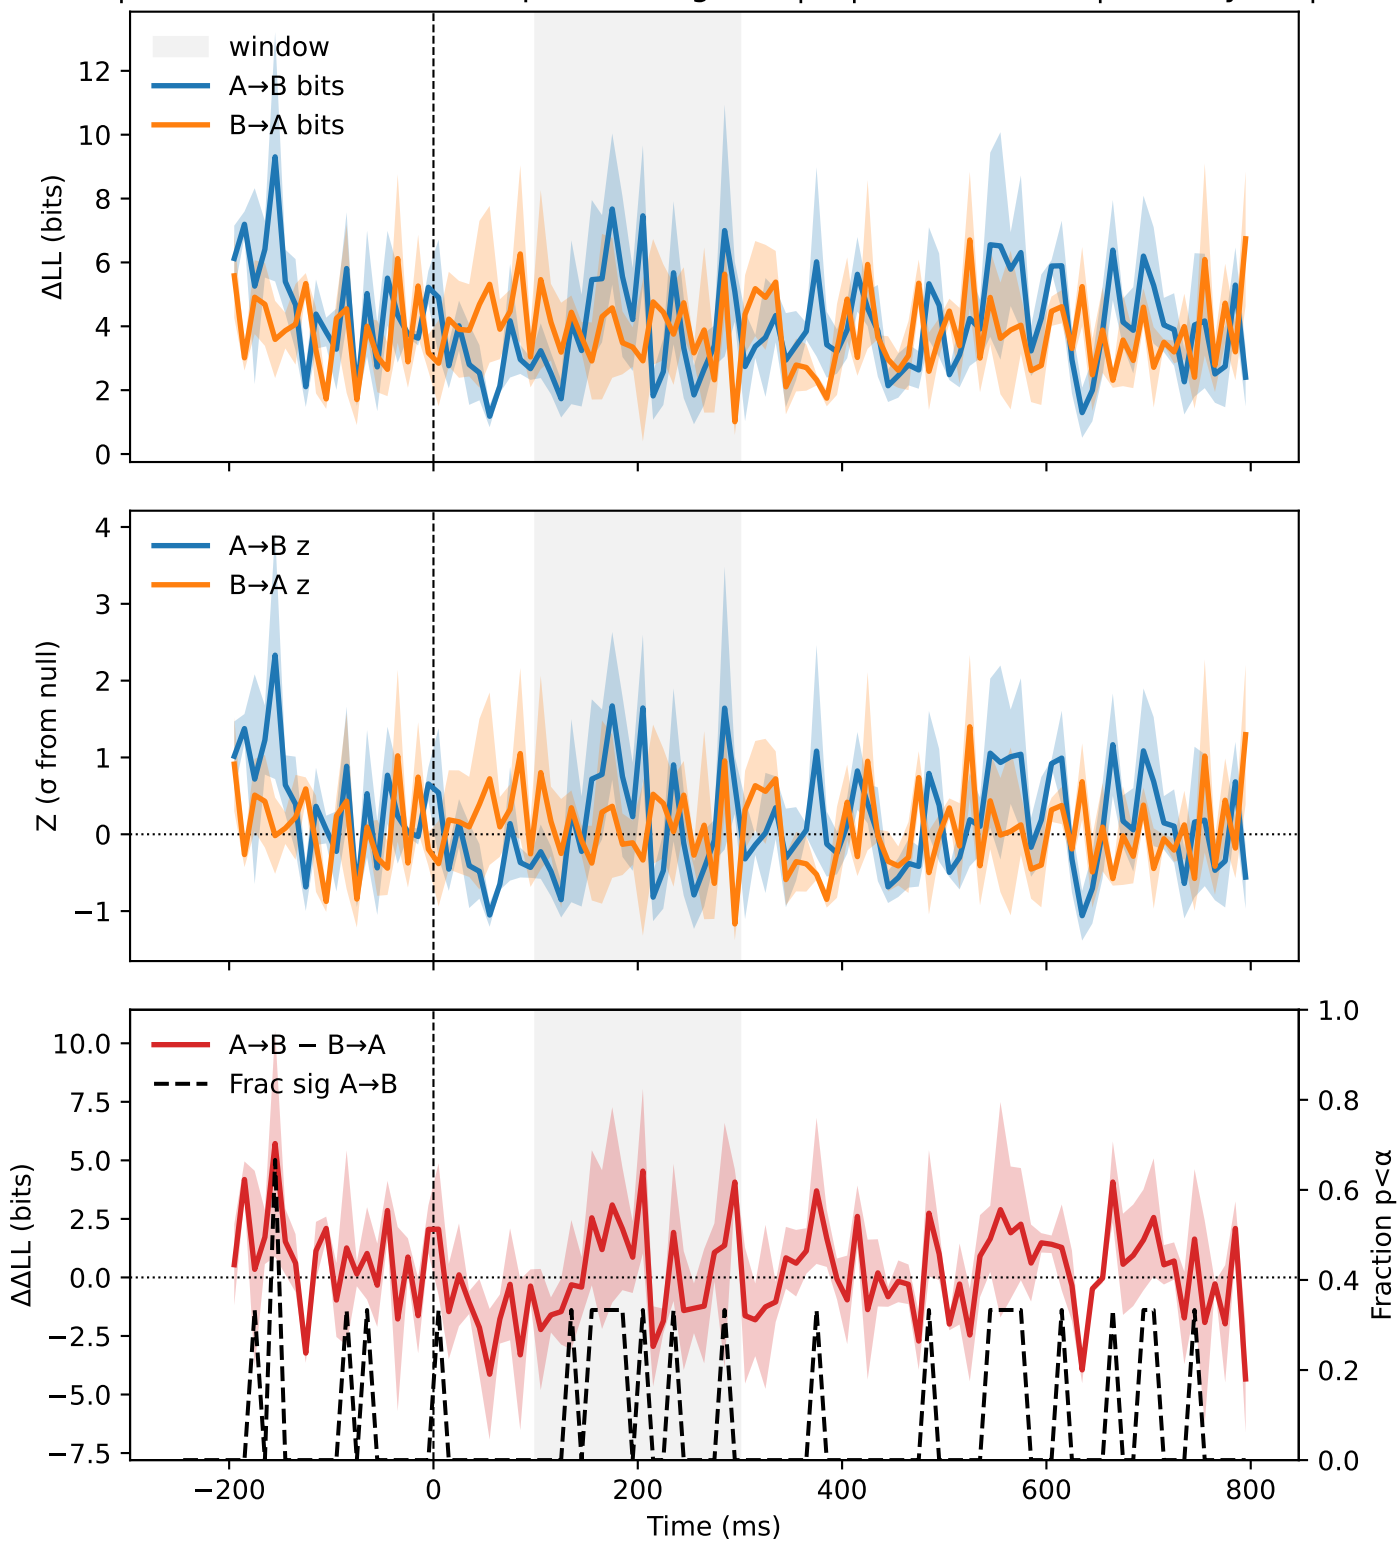 window
A→B bits
B→A bits
ΔLL (bits)
12
10
8
6
4
2
0
A→B z
B→A z
Z (σ from null)
4
3
2
1
0
−1
A→B − B→A
Frac sig A→B
ΔΔLL (bits)
10.0
7.5
5.0
2.5
0.0
−2.5
−5.0
−7.5
1.0
0.8
0.6
0.4
0.2
0.0
Fraction p<α
−200
0
200
400
600
800
Time (ms)